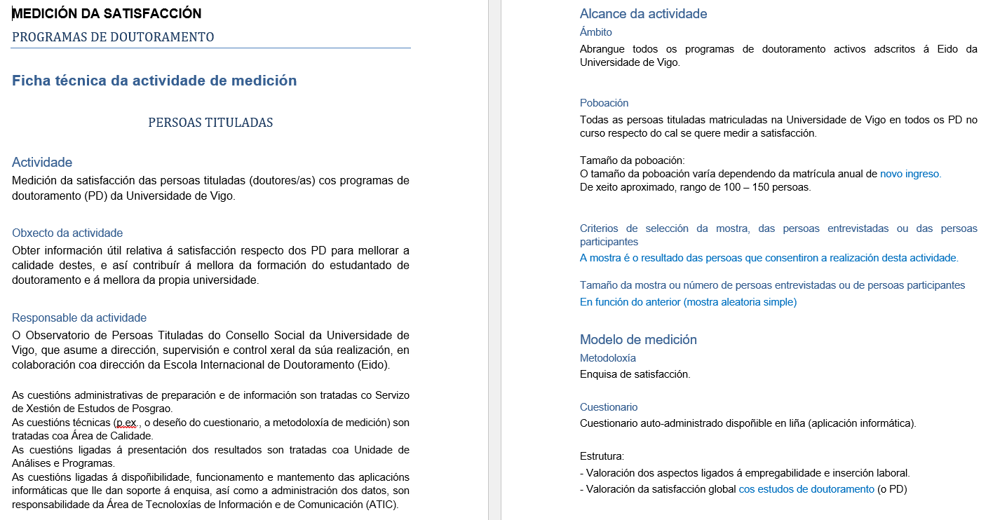 MEDICIÓN DA SATISFACCIÓN
PROGRAMAS DE DOUTORAMENTO
Ficha técnica da actividade de medición
PERSOAS TITULADAS
Actividade
Medición da satisfacción das persoas tituladas (doutores/as) cos programas de
doutoramento (PD) da Universidade de Vigo.
Obxecto da actividade
Obter información útil relativa á satisfacción respecto dos PD para mellorar a
calidade destes, e así contribuír á mellora da formación do estudantado de
doutoramento e á mellora da propia universidade.
Responsable da actividade
O Observatorio de Persoas Tituladas do Consello Social da Universidade de
Vigo, que asume a dirección, supervisión e control xeral da súa realización, en
colaboración coa dirección da Escola Internacional de Doutoramento (Eido).
As cuestións administrativas de preparación e de información son tratadas co Servizo
de Xestión de Estudos de Posgrao.
As cuestións técnicas (p.ex., o deseño do cuestionario, a metodoloxía de medición) son
tratadas coa Área de Calidade.
As cuestións ligadas á presentación dos resultados son tratadas coa Unidade de
Análises e Programas.
As cuestións ligadas á dispoñibilidade, funcionamento e mantemento das aplicacións
informáticas que lle dan soporte á enquisa, así como a administración dos datos, son
responsabilidade da Área de Tecnoloxías de Información e de Comunicación (ATIC).
Alcance da actividade
Ámbito
Abrangue todos os programas de doutoramento activos adscritos á Eido da
Universidade de Vigo.
Poboación
Todas as persoas tituladas matriculadas na Universidade de Vigo en todos os PD no
curso respecto do cal se quere medir a satisfacción.
Tamaño da poboación:
O tamaño da poboación varía dependendo da matrícula anual de novo ingreso.
De xeito aproximado, rango de 100 – 150 persoas.
Criterios de selección da mostra, das persoas entrevistadas ou das persoas
participantes
A mostra é o resultado das persoas que consentiron a realización desta actividade.
Tamaño da mostra ou número de persoas entrevistadas ou de persoas participantes
En función do anterior (mostra aleatoria simple)
Modelo de medición
Metodoloxía
Enquisa de satisfacción.
Cuestionario
Cuestionario auto-administrado dispoñible en liña (aplicación informática).
Estrutura:
- Valoración dos aspectos ligados á empregabilidade e inserción laboral.
- Valoración da satisfacción global cos estudos de doutoramento (o PD)